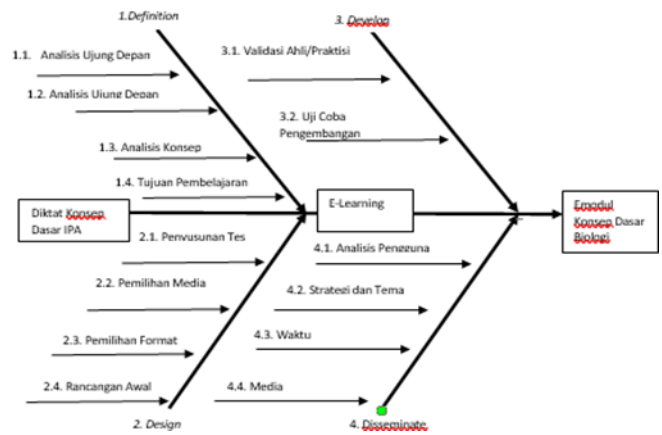 1.Definition
1.1. Analisis Ujung Depan
1.2. Analisis Ujung Depan
1.3. Analisis Konsep
1.4. Tujuan Pembelajaran
3. Develop
3.1. Validasi Ahli/Praktisi
3.2. Uji Coba
Pengembangan
Diktat Konsep
Dasar IPA
E-Learning
Emodul
Konsep Dasar
Biologi
2.1. Penyusunan Tes
2.2. Pemilihan Media
2.3. Pemilihan Format
2.4. Rancangan Awal
2. Design
4.1. Analisis Pengguna
4.2. Strategi dan Tema
4.3. Waktu
4.4. Media
4. Disseminate